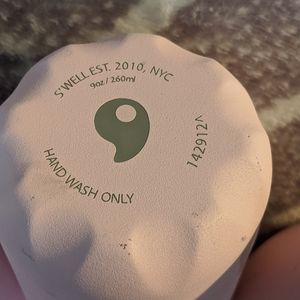 S'WELL EST. 2010, NYC
9oz / 260ml
142912^
HAND WASH ONLY